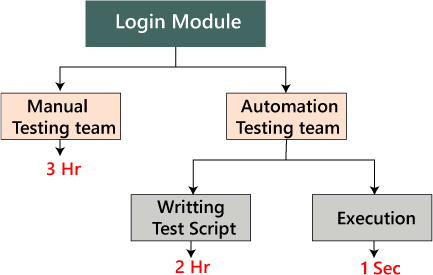 Login Module
Manual
Testing team
Automation
Testing team
3 Hr
Writting
Test Script
Execution
2 Hr
1 Sec